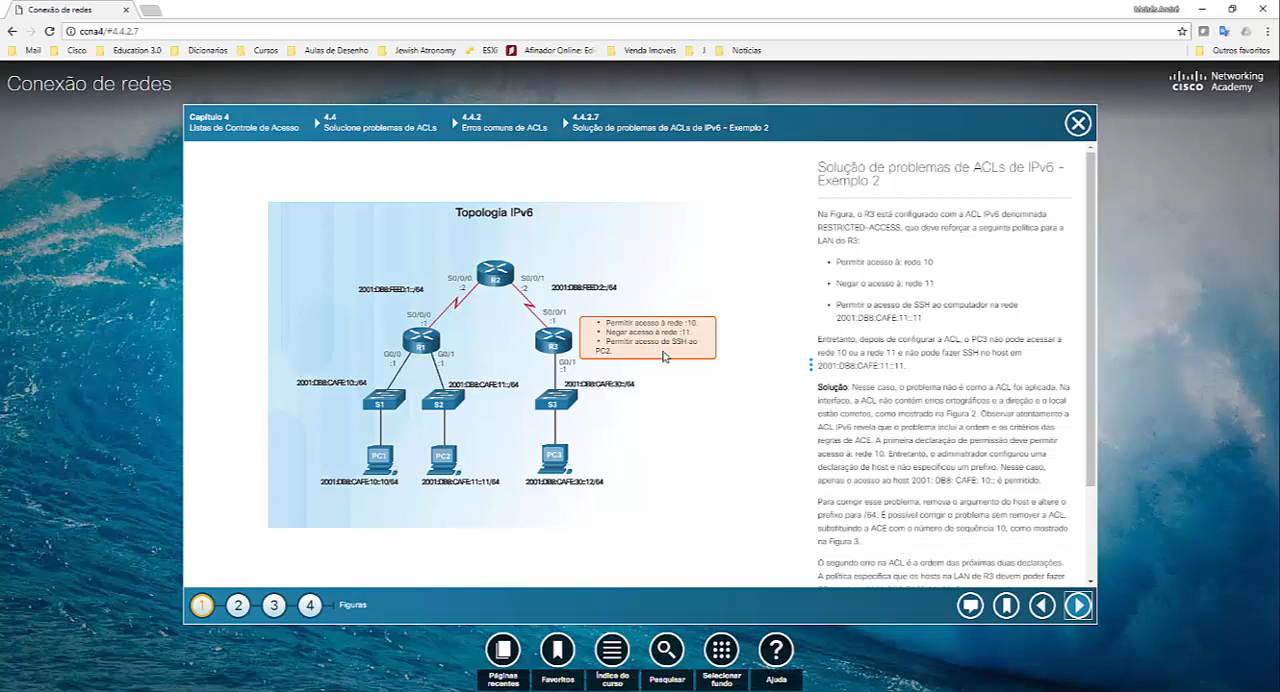 Conexão de redes
Moisés André
ccna4/#4.4.2.7
Mail
Cisco
Education 3.0
Dicionarios
Cursos
Aulas de Desenho
Jewish Atronomy
ESXi
Afinador Online: Edi
Venda Imoveis
J
Noticias
Outros favoritos
Conexão de redes
Networking
CISCO Academy
Capítulo 4
Listas de Controle de Acesso
4.4
Solucione problemas de ACLs
4.4.2
Erros comuns de ACLs
4.4.2.7
Solução de problemas de ACLs de IPv6 – Exemplo 2
Topologia IPv6
R2
S0/0/0
:2
S0/0/1
:2
2001:DB8:FEED:1::/64
2001:DB8:FEED:2::/64
S0/0/0
:1
S0/0/1
:1
R1
R3
• Permitir acesso à rede :10.
• Negar acesso à rede :11.
• Permitir acesso de SSH ao
PC2.
G0/0
:1
G0/1
:1
G0/1
:1
2001:DB8:CAFE:10::/64
2001:DB8:CAFE:11::/64
2001:DB8:CAFE:30::/64
S1
S2
S3
PC1
PC2
PC3
2001:DB8:CAFE:10::10/64
2001:DB8:CAFE:11::11/64
2001:DB8:CAFE:30::12/64
Solução de problemas de ACLs de IPv6 –
Exemplo 2
Na Figura, o R3 está configurado com a ACL IPv6 denominada
RESTRICTED-ACCESS, que deve reforçar a seguinte política para a
LAN do R3:
• Permitir acesso à: rede 10
• Negar o acesso à: rede 11
• Permitir o acesso de SSH ao computador na rede
2001:DB8:CAFE:11::11
Entretanto, depois de configurar a ACL, o PC3 não pode acessar a
rede 10 ou a rede 11 e não pode fazer SSH no host em
2001:DB8:CAFE:11::11.
Solução: Nesse caso, o problema não é como a ACL foi aplicada. Na
interface, a ACL não contém erros ortográficos e a direção e o local
estão corretos, como mostrado na Figura 2. Observar atentamente a
ACL IPv6 revela que o problema inclui a ordem e os critérios das
regras de ACE. A primeira declaração de permissão deve permitir
acesso à: rede 10. Entretanto, o administrador configurou uma
declaração de host e não especificou um prefixo. Nesse caso,
apenas o acesso ao host 2001: DB8: CAFE: 10:: é permitido.
Para corrigir esse problema, remova o argumento do host e altere o
prefixo para /64. É possível corrigir o problema sem remover a ACL,
substituindo a ACE com o número de sequência 10, como mostrado
na Figura 3.
O segundo erro na ACL é a ordem das próximas duas declarações.
A política especifica que os hosts na LAN de R3 devem poder fazer
1
2
3
4
Figuras
Páginas
recentes
Favoritos
Índice do
curso
Pesquisar
Selecionar
fundo
?
Ajuda